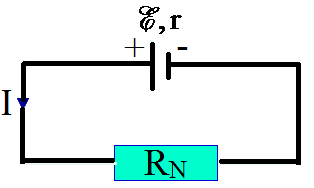 ℰ, r
+ -
I
R_N